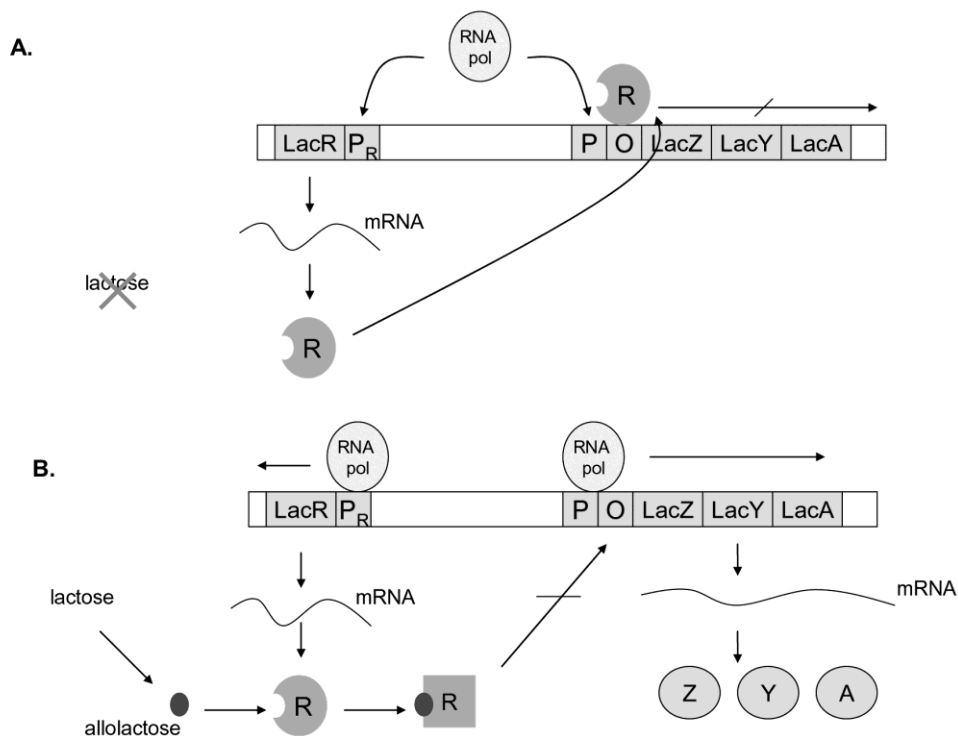 A.
RNA
pol
R
LacR PR P O LacZ LacY LacA
mRNA
lactose
R
B.
RNA
pol
RNA
pol
LacR PR P O LacZ LacY LacA
lactose
mRNA
mRNA
R
R
Z Y A
allolactose